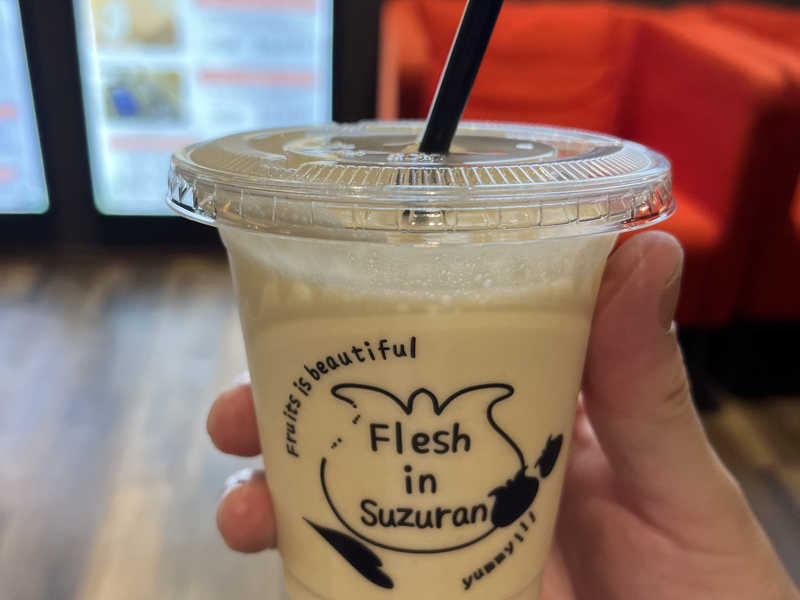 Fruits is beautiful
Flesh
in
Suzuran
yummy!!!